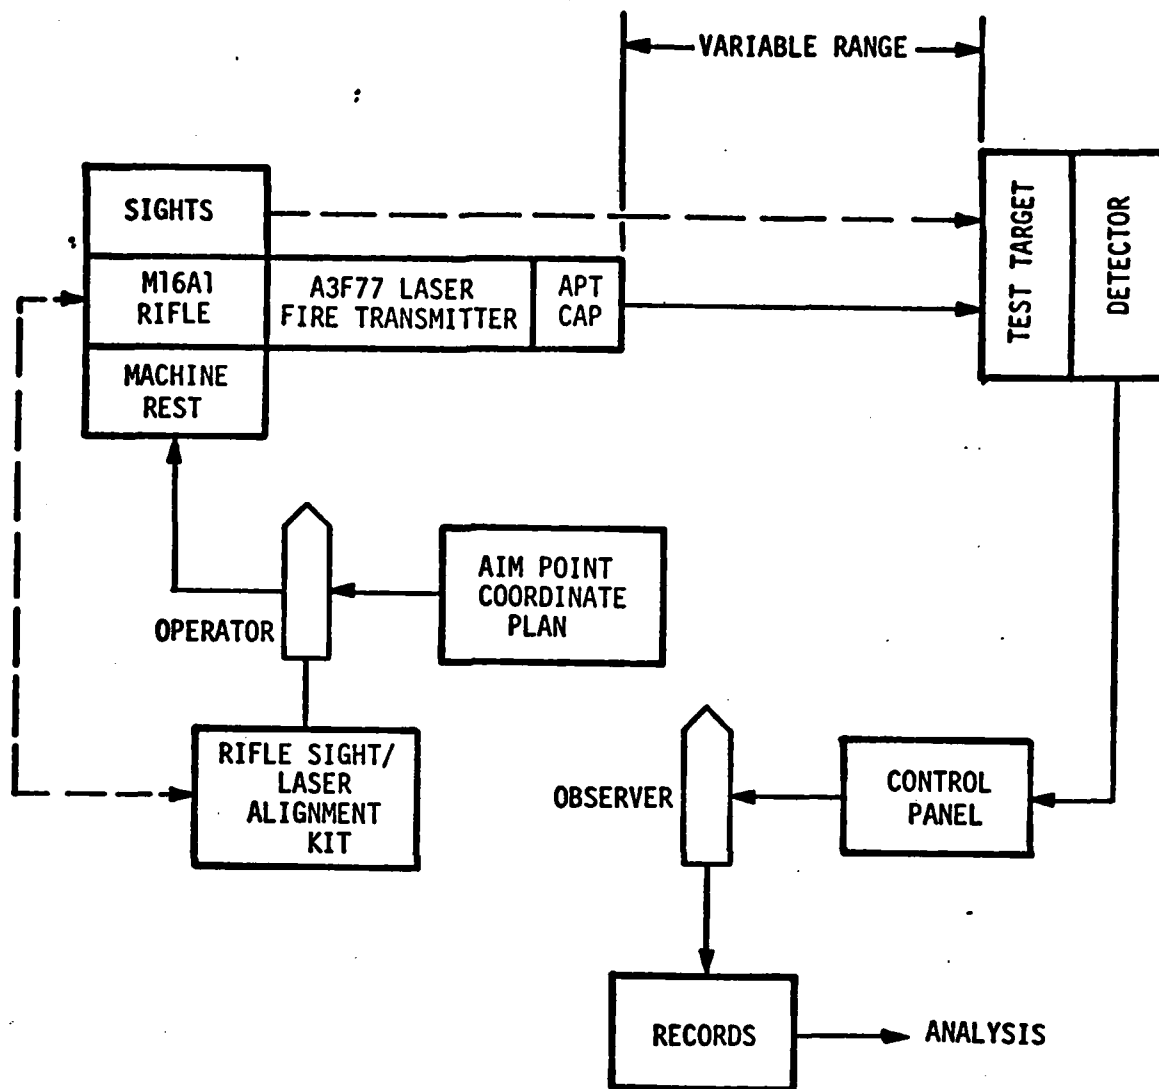 VARIABLE RANGE
SIGHTS
M16A1
RIFLE
A3F77 LASER
FIRE TRANSMITTER
APT
CAP
MACHINE
REST
TEST TARGET
DETECTOR
OPERATOR
AIM POINT
COORDINATE
PLAN
RIFLE SIGHT/
LASER
ALIGNMENT
KIT
OBSERVER
CONTROL
PANEL
RECORDS
ANALYSIS